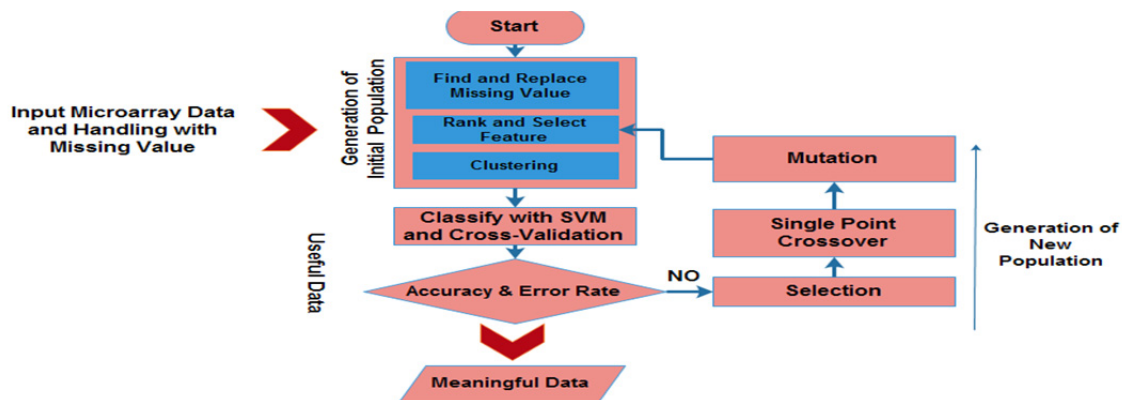 Start
Input Microarray Data
and Handling with
Missing Value
Generation of
Initial Population
Find and Replace
Missing Value
Rank and Select
Feature
Clustering
Classify with SVM
and Cross-Validation
Useful Data
Accuracy & Error Rate
NO
Selection
Single Point
Crossover
Mutation
Generation of
New
Population
Meaningful Data